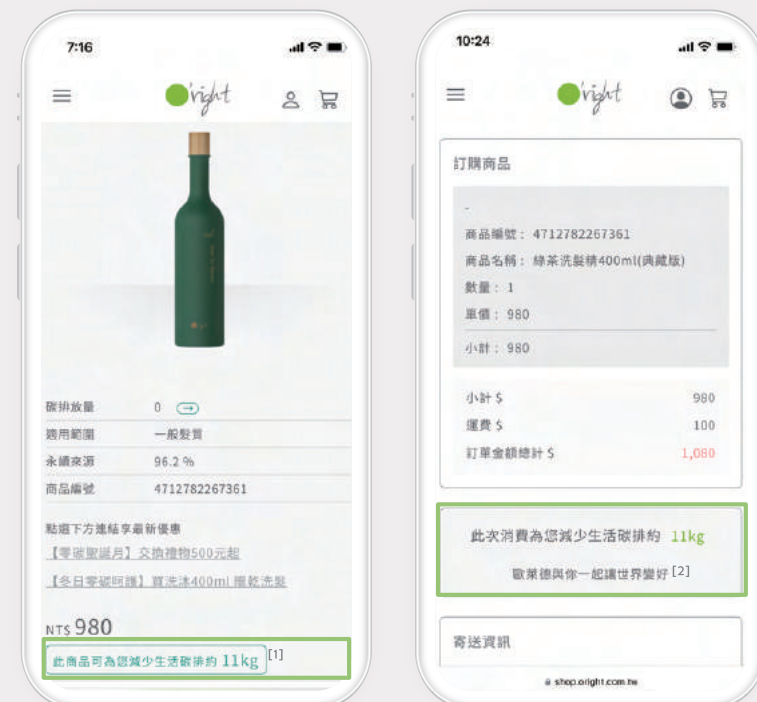 7:16
O'right
碳排放量 0
適用範圍 一般髮質
永續來源 96.2 %
商品編號 4712782267361
點選下方連結享最新優惠
【零碳聖誕月】交換禮物500元起
【冬日零碳呵護】買洗沐400ml 贈乾洗髮
NT$ 980
此商品可為您減少生活碳排約 11kg [1]
10:24
O'right
訂購商品
-
商品編號： 4712782267361
商品名稱： 綠茶洗髮精400ml(典藏版)
數量： 1
單價： 980
小計： 980
小計 $ 980
運費 $ 100
訂單金額總計 $ 1,080
此次消費為您減少生活碳排約 11kg
歐萊德與你一起讓世界變好 [2]
寄送資訊
shop.oright.com.tw